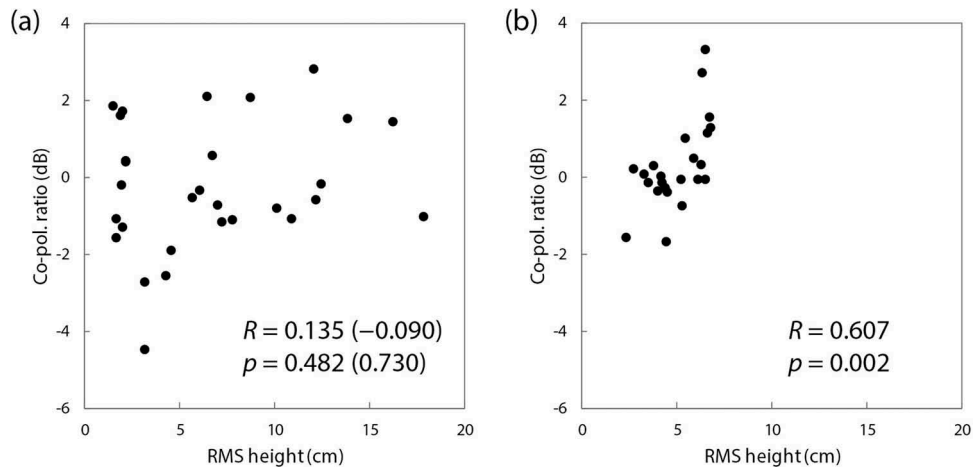 (a)
4
2
0
-2
-4
-6
Co-pol. ratio (dB)
R = 0.135 (−0.090)
p = 0.482 (0.730)
0 5 10 15 20
RMS height (cm)
(b)
4
2
0
-2
-4
-6
Co-pol. ratio (dB)
R = 0.607
p = 0.002
0 5 10 15 20
RMS height (cm)